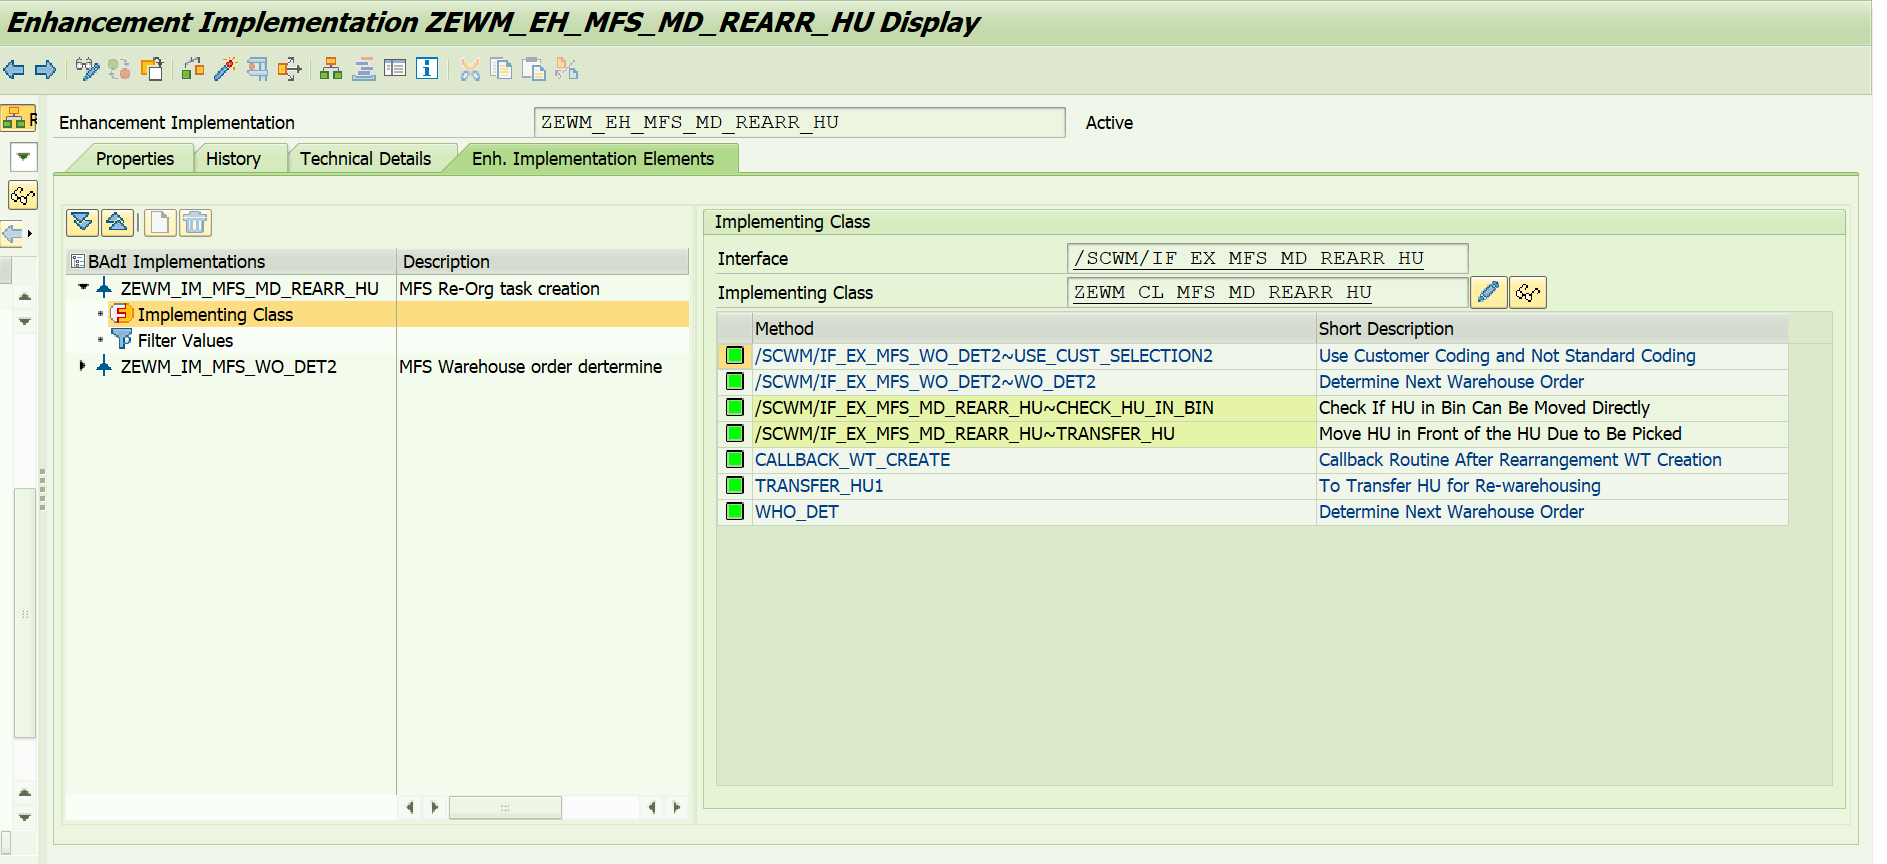 Enhancement Implementation ZEWM_EH_MFS_MD_REARR_HU Display
R
Enhancement Implementation ZEWM_EH_MFS_MD_REARR_HU Active
Properties History Technical Details Enh. Implementation Elements
Implementing Class
Interface /SCWM/IF_EX_MFS_MD_REARR_HU
Implementing Class ZEWM_CL_MFS_MD_REARR_HU
BAdI Implementations Description
ZEWM_IM_MFS_MD_REARR_HU MFS Re-Org task creation
Implementing Class
Filter Values
ZEWM_IM_MFS_WO_DET2 MFS Warehouse order dertermine
Method Short Description
/SCWM/IF_EX_MFS_WO_DET2~USE_CUST_SELECTION2 Use Customer Coding and Not Standard Coding
/SCWM/IF_EX_MFS_WO_DET2~WO_DET2 Determine Next Warehouse Order
/SCWM/IF_EX_MFS_MD_REARR_HU~CHECK_HU_IN_BIN Check If HU in Bin Can Be Moved Directly
/SCWM/IF_EX_MFS_MD_REARR_HU~TRANSFER_HU Move HU in Front of the HU Due to Be Picked
CALLBACK_WT_CREATE Callback Routine After Rearrangement WT Creation
TRANSFER_HU1 To Transfer HU for Re-warehousing
WHO_DET Determine Next Warehouse Order